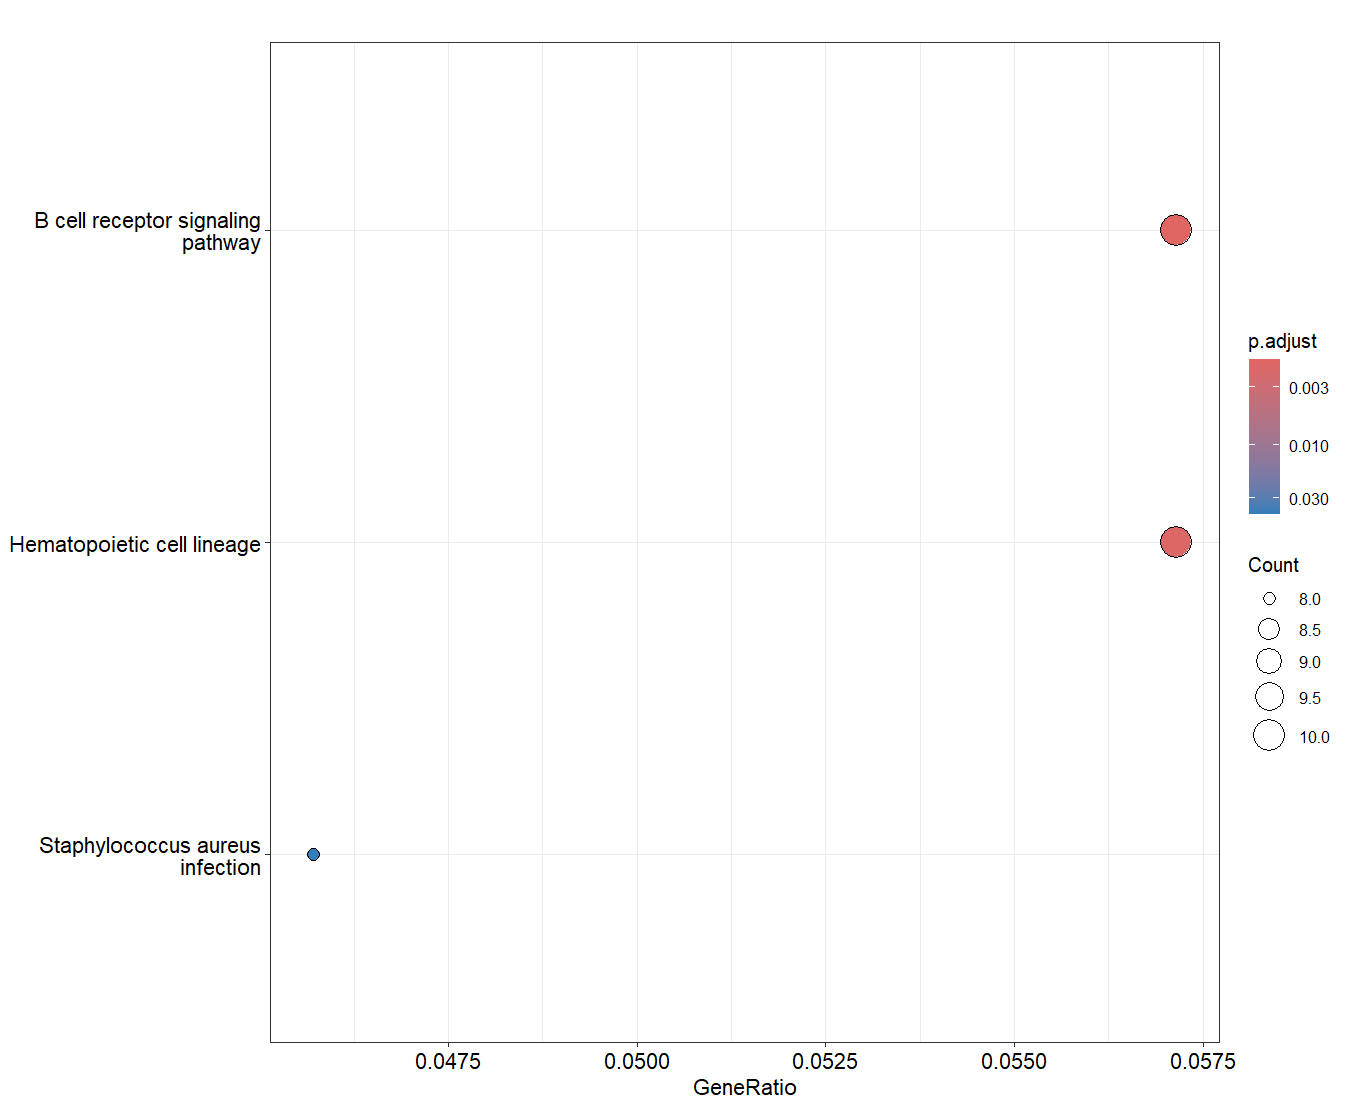 B cell receptor signaling
pathway
Hematopoietic cell lineage
Staphylococcus aureus
infection
0.0475
0.0500
0.0525
0.0550
0.0575
GeneRatio
p.adjust
0.003
0.010
0.030
Count
8.0
8.5
9.0
9.5
10.0